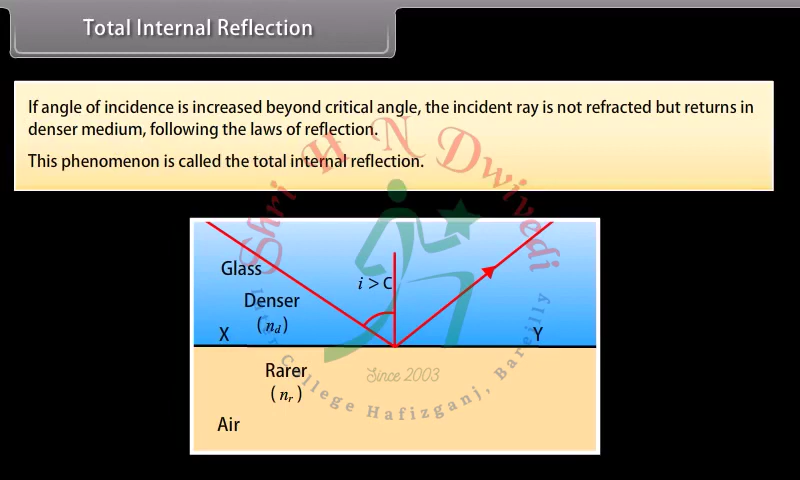 Total Internal Reflection
If angle of incidence is increased beyond critical angle, the incident ray is not refracted but returns in
denser medium, following the laws of reflection.
This phenomenon is called the total internal reflection.
Shri H N Dwivedi
Glass
i > C
Denser
(n_d)
X
Y
Rarer
(n_r)
Air
Since 2003
Inter College Hafizganj, Bareilly